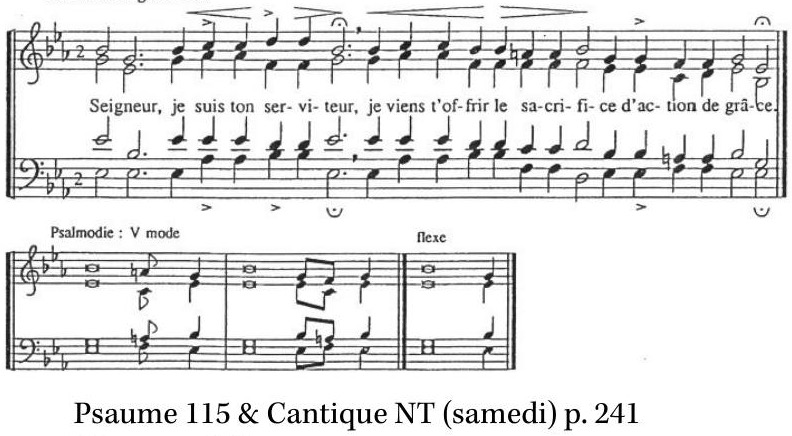 Seigneur, je suis ton ser- vi- teur, je viens t'of- frir le sa- cri- fi- ce d'ac- tion de grâ- ce.
Psalmodie : V mode
flexe
Psaume 115 & Cantique NT (samedi) p. 241